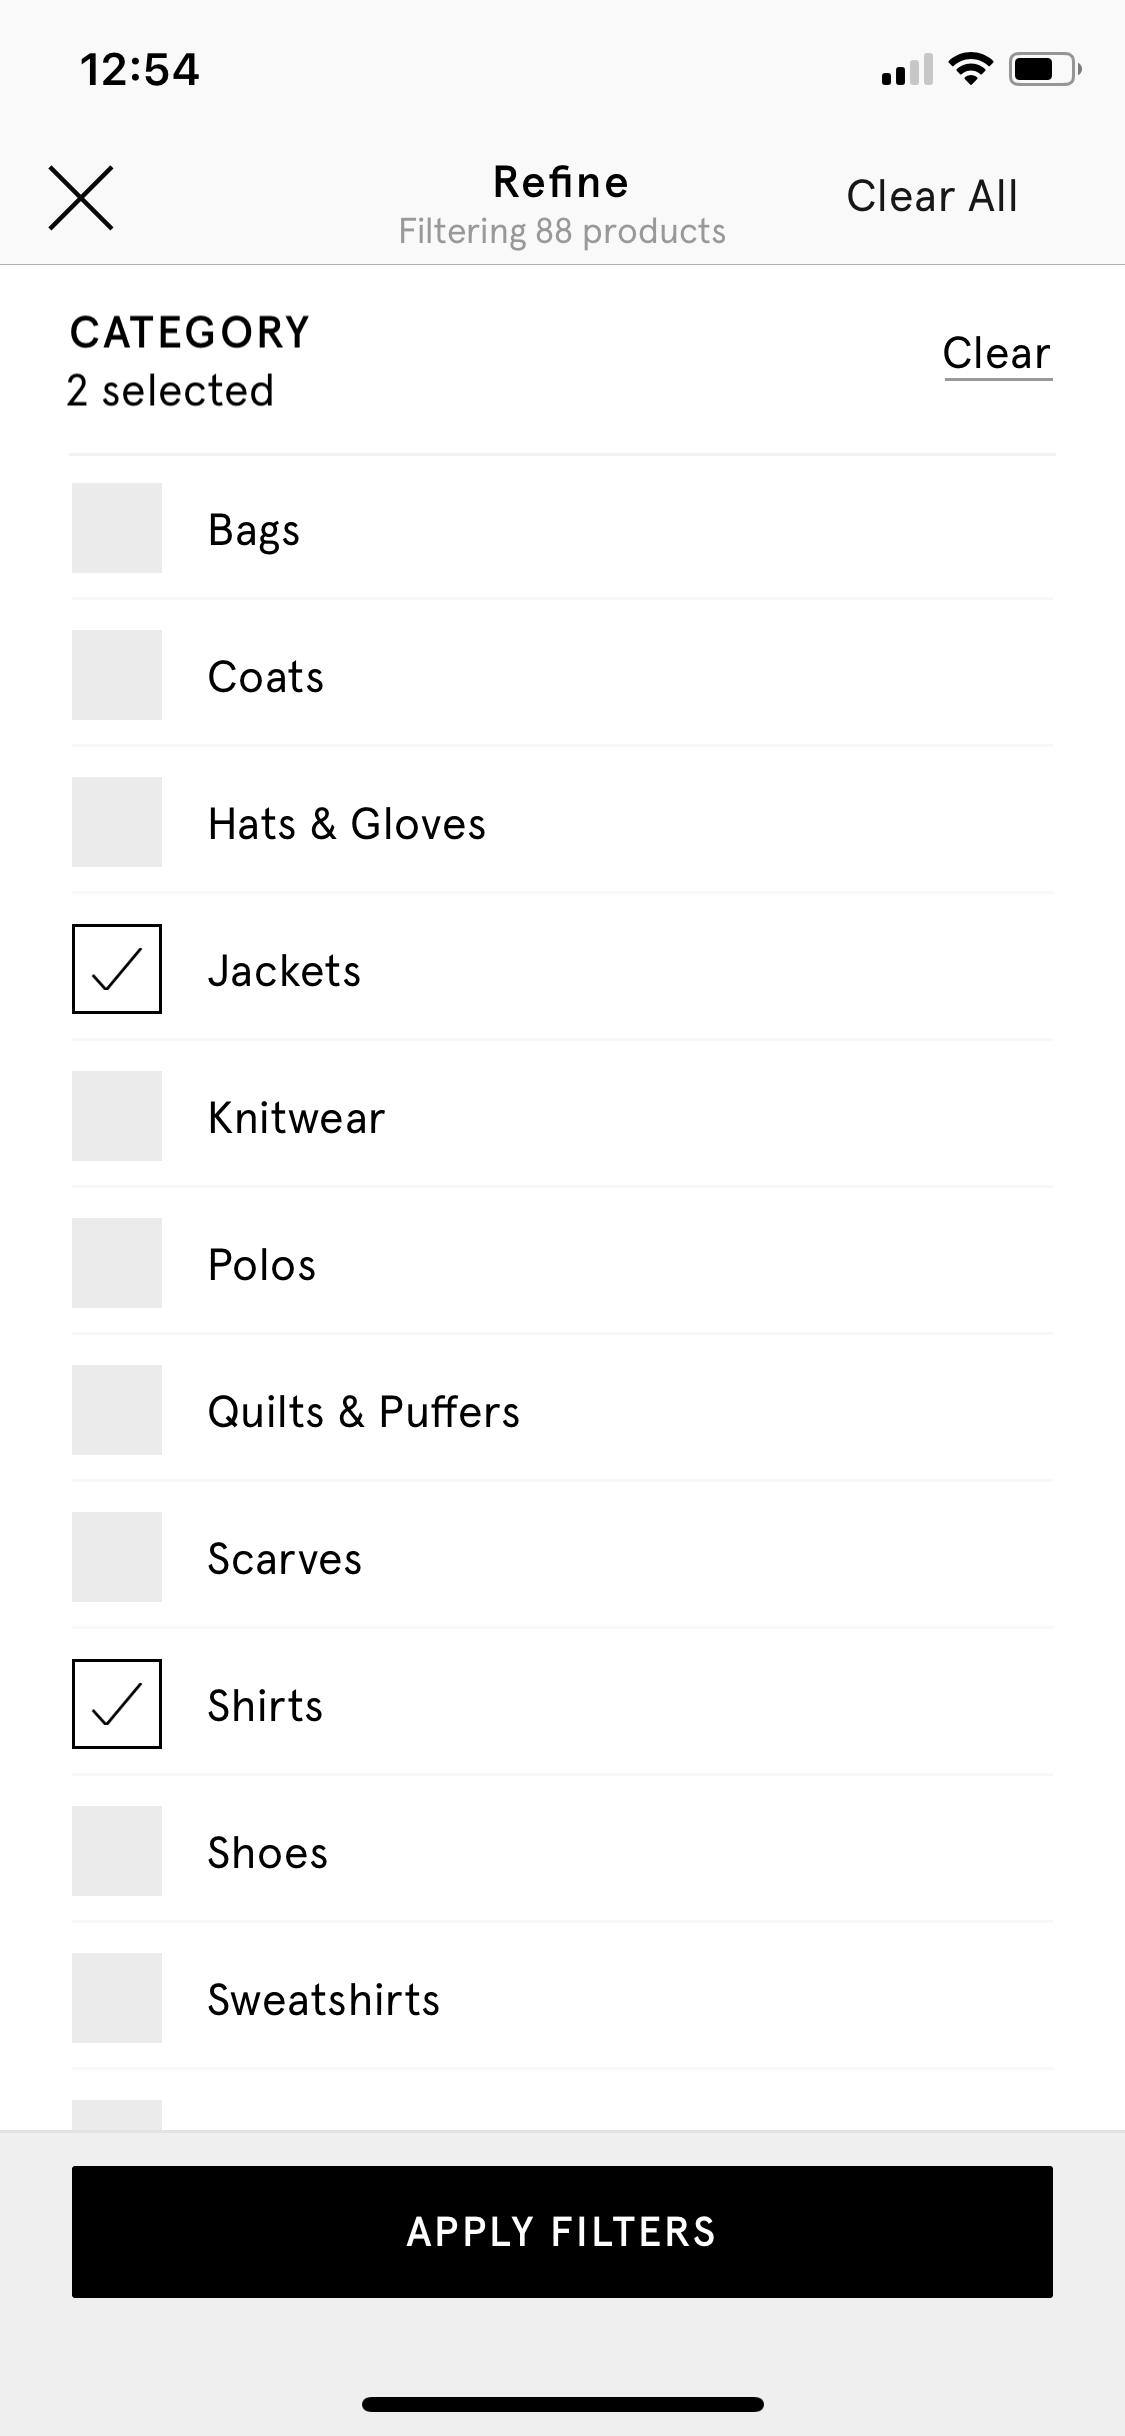 12:54
Refine
Filtering 88 products
Clear All
CATEGORY
2 selected
Clear
Bags
Coats
Hats & Gloves
Jackets
Knitwear
Polos
Quilts & Puffers
Scarves
Shirts
Shoes
Sweatshirts
APPLY FILTERS